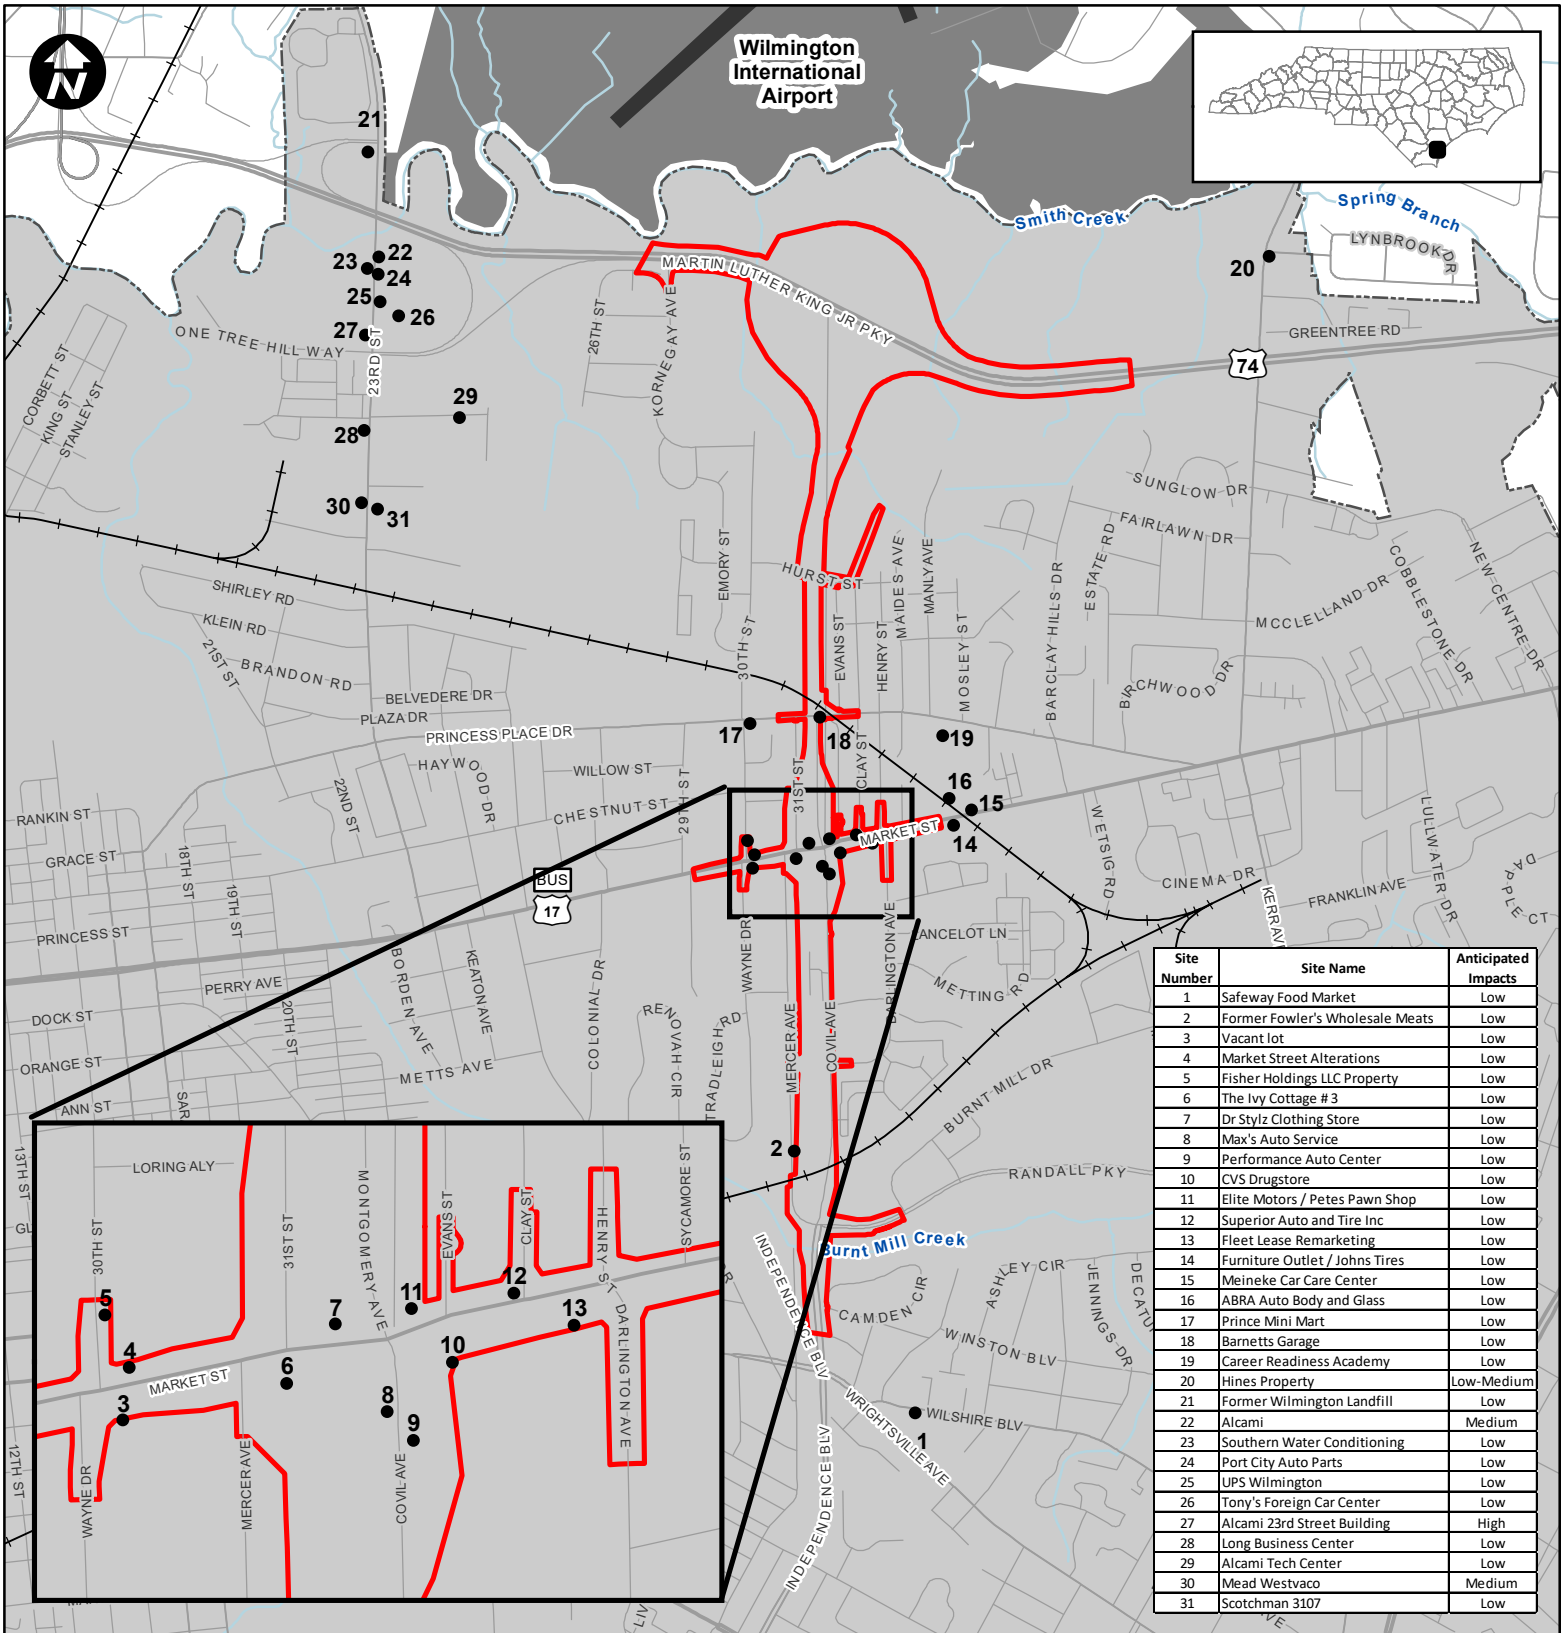 Wilmington
International
Airport
N
21
Smith Creek
Spring Branch
LYNBROOK DR
20
22
23
24
25
26
27
ONE TREE HILL WAY
23RD ST
MARTIN LUTHER KING JR PKY
26TH ST
KORNEGAY AVE
GREENTREE RD
74
CORBETT ST
KING ST
STANLEY ST
29
28
30
31
SUNGLOW DR
FAIRLAWN DR
ESTATE RD
COBBLESTONE DR
NEW CENTRE DR
MCCLELLAND DR
EMORY ST
HURST ST
MAIDES AVE
MANLY AVE
SHIRLEY RD
KLEIN RD
21ST ST
BRANDON RD
BELVEDERE DR
PLAZA DR
PRINCESS PLACE DR
30TH ST
EVANS ST
HENRY ST
MOSLEY ST
BARCLAY HILLS DR
BIRCHWOOD DR
17
18
19
HAYWOOD DR
WILLOW ST
CHESTNUT ST
29TH ST
31ST ST
CLAY ST
22ND ST
16
15
14
MARKET ST
RANKIN ST
GRACE ST
18TH ST
19TH ST
PRINCESS ST
BUS
17
WETSIG RD
LULLWATER DR
CINEMA DR
FRANKLIN AVE
DAPPLE CT
KERR AVE
PERRY AVE
20TH ST
BORDEN AVE
KEATON AVE
COLONIAL DR
WAYNE DR
DARLINGTON AVE
LANCELOT LN
METTING RD
DOCK ST
ORANGE ST
ANN ST
METTS AVE
RENOVAH CIR
TRADLEIGH RD
MERCER AVE
COVIL AVE
BURNT MILL DR
13TH ST
SAR
GL
2
RANDALL PKY
Burnt Mill Creek
INDEPENDENCE BLV
CAMDEN CIR
ASHLEY CIR
JENNINGS DR
DECATU
WINSTON BLV
WRIGHTSVILLE AVE
WILSHIRE BLV
1
INDEPENDENCE BLV
12TH ST
LIV
DR
VE
LORING ALY
30TH ST
31ST ST
MONTGOMERY AVE
EVANS ST
CLAY ST
HENRY ST
SYCAMORE ST
5
4
3
7
11
12
13
10
6
8
9
MARKET ST
WAYNE DR
MERCER AVE
COVIL AVE
DARLINGTON AVE
Site Number Site Name Anticipated Impacts
1 Safeway Food Market Low
2 Former Fowler's Wholesale Meats Low
3 Vacant lot Low
4 Market Street Alterations Low
5 Fisher Holdings LLC Property Low
6 The Ivy Cottage # 3 Low
7 Dr Stylz Clothing Store Low
8 Max's Auto Service Low
9 Performance Auto Center Low
10 CVS Drugstore Low
11 Elite Motors / Petes Pawn Shop Low
12 Superior Auto and Tire Inc Low
13 Fleet Lease Remarketing Low
14 Furniture Outlet / Johns Tires Low
15 Meineke Car Care Center Low
16 ABRA Auto Body and Glass Low
17 Prince Mini Mart Low
18 Barnetts Garage Low
19 Career Readiness Academy Low
20 Hines Property Low-Medium
21 Former Wilmington Landfill Low
22 Alcami Medium
23 Southern Water Conditioning Low
24 Port City Auto Parts Low
25 UPS Wilmington Low
26 Tony's Foreign Car Center Low
27 Alcami 23rd Street Building High
28 Long Business Center Low
29 Alcami Tech Center Low
30 Mead Westvaco Medium
31 Scotchman 3107 Low